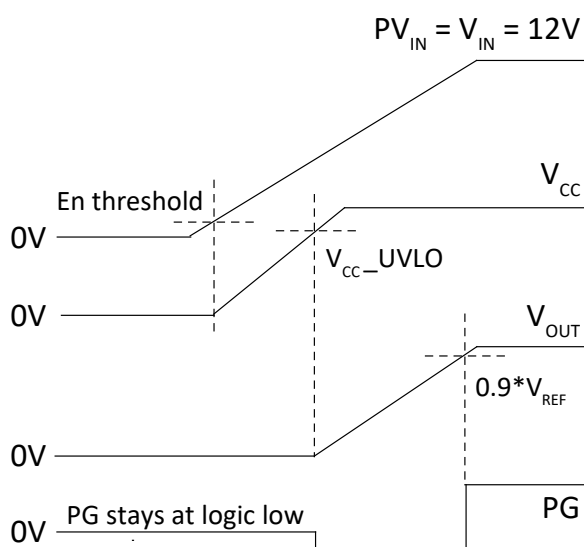 PV_IN = V_IN = 12V
En threshold
V_CC
0V
V_CC_UVLO
0V
V_OUT
0.9*V_REF
0V
PG stays at logic low
PG
0V